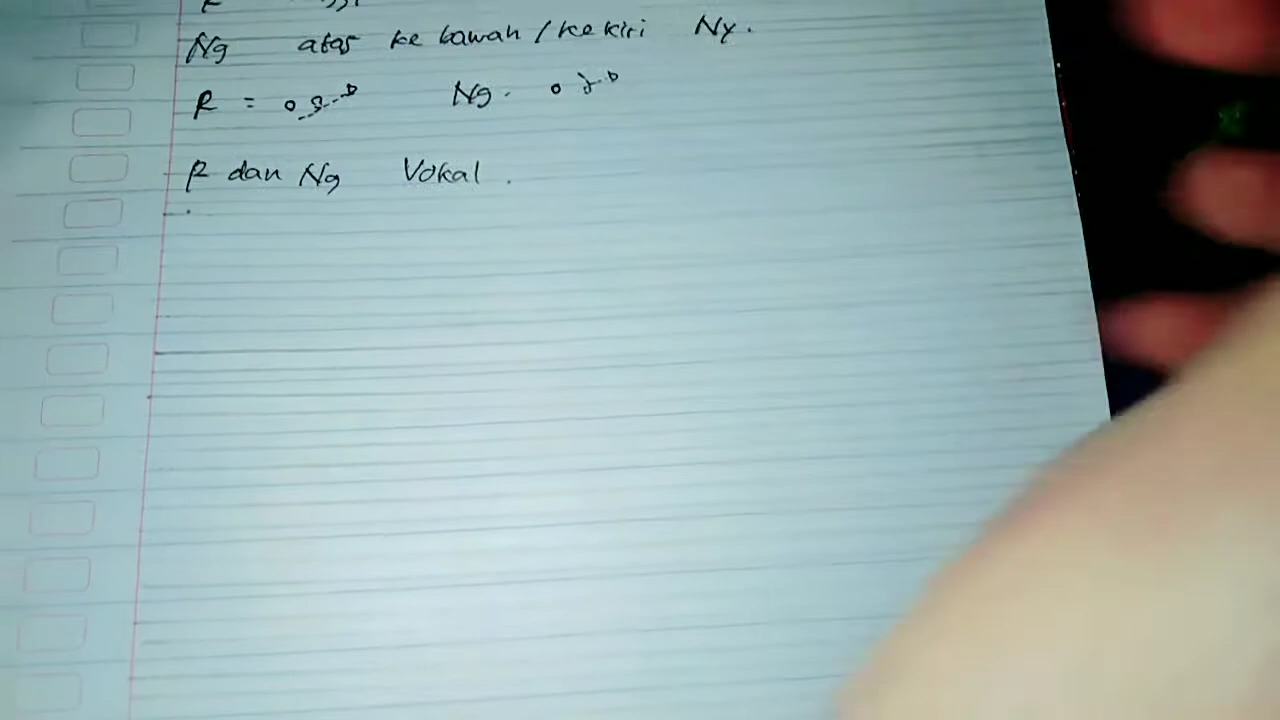 Ng atas ke bawah / ke kiri Ny.
R = Ng.
R dan Ng Vokal.